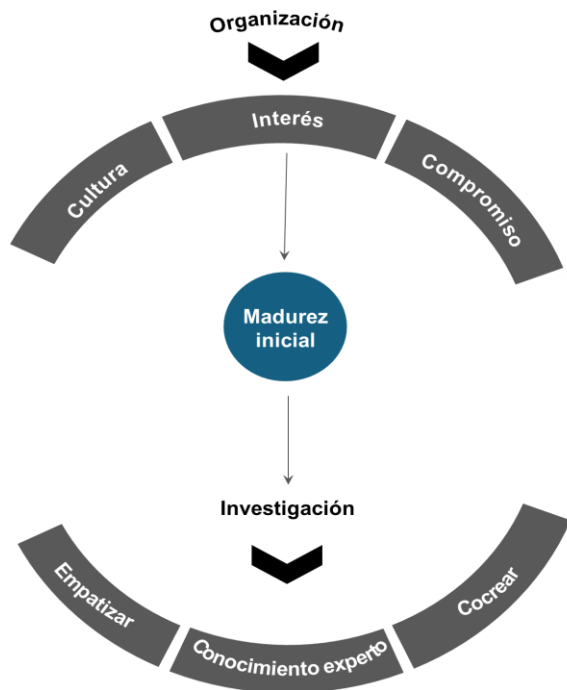 Organización
Cultura
Interés
Compromiso
Madurez
inicial
Investigación
Empatizar
Conocimiento experto
Cocrear